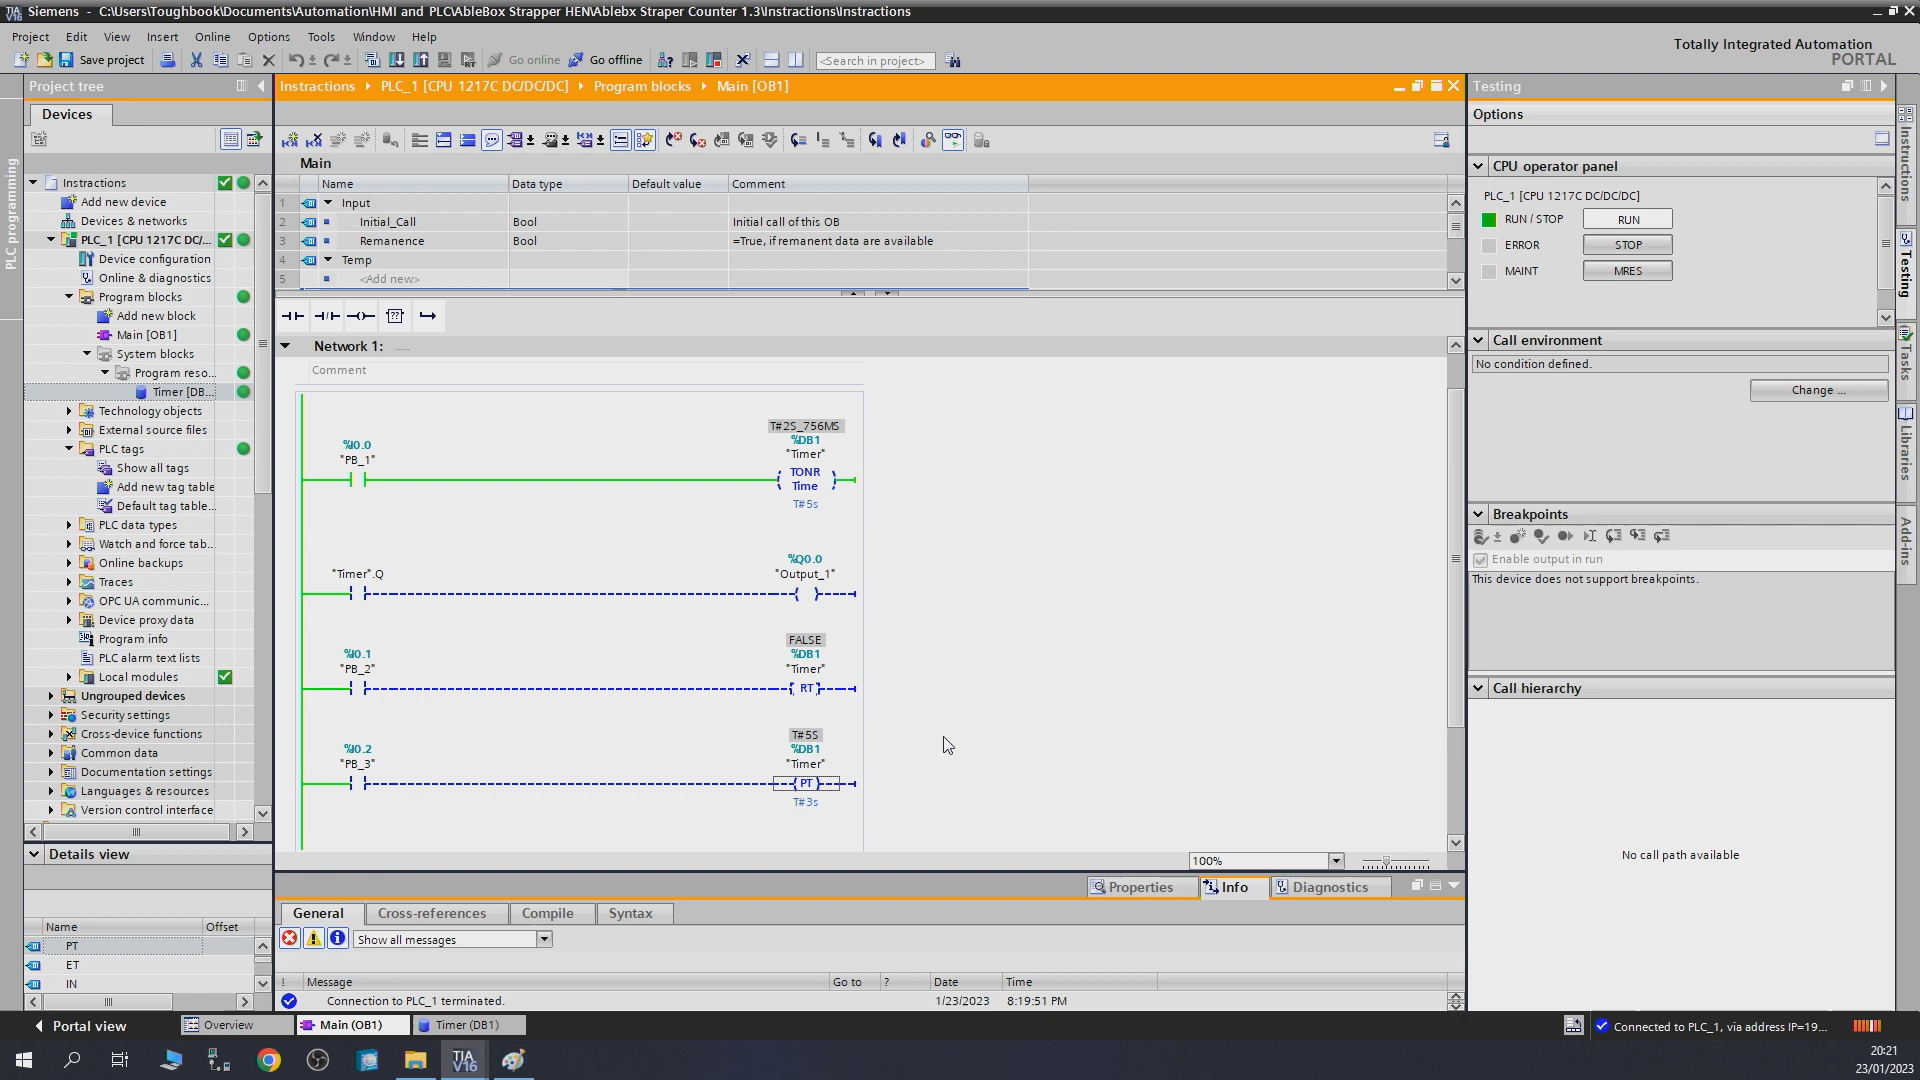 Siemens - C:\Users\Toughbook\Documents\Automation\HMI and PLC\AbleBox Strapper HEN\Ablebx Straper Counter 1.3\Instractions\Instractions
Project Edit View Insert Online Options Tools Window Help
Totally Integrated Automation
PORTAL
Save project
Go online
Go offline
<Search in project>
Project tree
Devices
PLC programming
Instractions
Add new device
Devices & networks
PLC_1 [CPU 1217C DC/...
Device configuration
Online & diagnostics
Program blocks
Add new block
Main [OB1]
System blocks
Program reso...
Timer [DB...
Technology objects
External source files
PLC tags
Show all tags
Add new tag table
Default tag table...
PLC data types
Watch and force tab...
Online backups
Traces
OPC UA communic...
Device proxy data
Program info
PLC alarm text lists
Local modules
Ungrouped devices
Security settings
Cross-device functions
Common data
Documentation settings
Languages & resources
Version control interface
Details view
Name Offset
PT
ET
IN
Instractions PLC_1 [CPU 1217C DC/DC/DC] Program blocks Main [OB1]
Main
Name Data type Default value Comment
1 Input
2 Initial_Call Bool Initial call of this OB
3 Remanence Bool =True, if remanent data are available
4 Temp
5 <Add new>
??
Network 1: .....
Comment
T#2S_756MS
%I0.0 %DB1
"PB_1" "Timer"
TONR
Time
T#5s
%Q0.0
"Timer".Q "Output_1"
FALSE
%I0.1 %DB1
"PB_2" "Timer"
RT
T#5S
%I0.2 %DB1
"PB_3" "Timer"
PT
T#3s
100%
Properties Info Diagnostics
General Cross-references Compile Syntax
Show all messages
! Message Go to ? Date Time
Connection to PLC_1 terminated. 1/23/2023 8:19:51 PM
Testing
Options
CPU operator panel
PLC_1 [CPU 1217C DC/DC/DC]
RUN / STOP RUN
ERROR STOP
MAINT MRES
Call environment
No condition defined.
Change ...
Breakpoints
Enable output in run
This device does not support breakpoints.
Call hierarchy
No call path available
Instructions
Testing
Tasks
Libraries
Add-ins
Portal view
Overview
Main (OB1)
Timer (DB1)
Connected to PLC_1, via address IP=19...
TIA
V16
20:21
23/01/2023